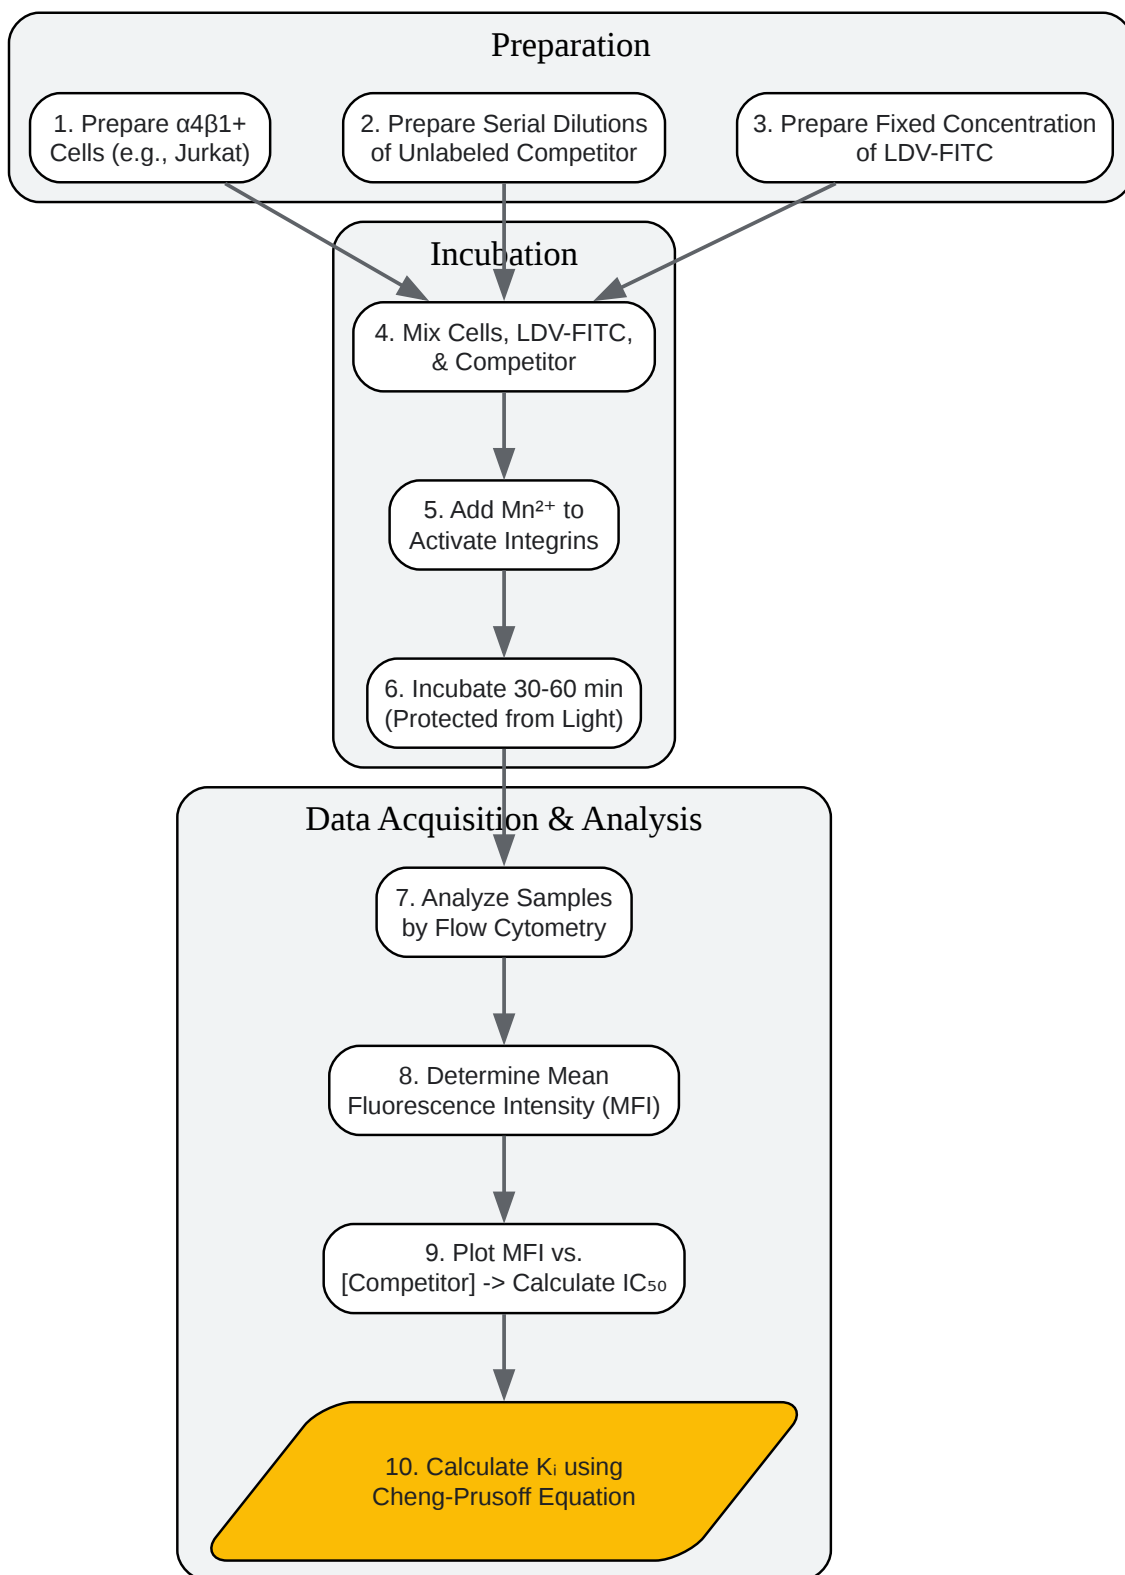 Preparation
1. Prepare α4β1+
Cells (e.g., Jurkat)
2. Prepare Serial Dilutions
of Unlabeled Competitor
3. Prepare Fixed Concentration
of LDV-FITC
Incubation
4. Mix Cells, LDV-FITC,
& Competitor
5. Add Mn²⁺ to
Activate Integrins
6. Incubate 30-60 min
(Protected from Light)
Data Acquisition & Analysis
7. Analyze Samples
by Flow Cytometry
8. Determine Mean
Fluorescence Intensity (MFI)
9. Plot MFI vs.
[Competitor] -> Calculate IC₅₀
10. Calculate Kᵢ using
Cheng-Prusoff Equation